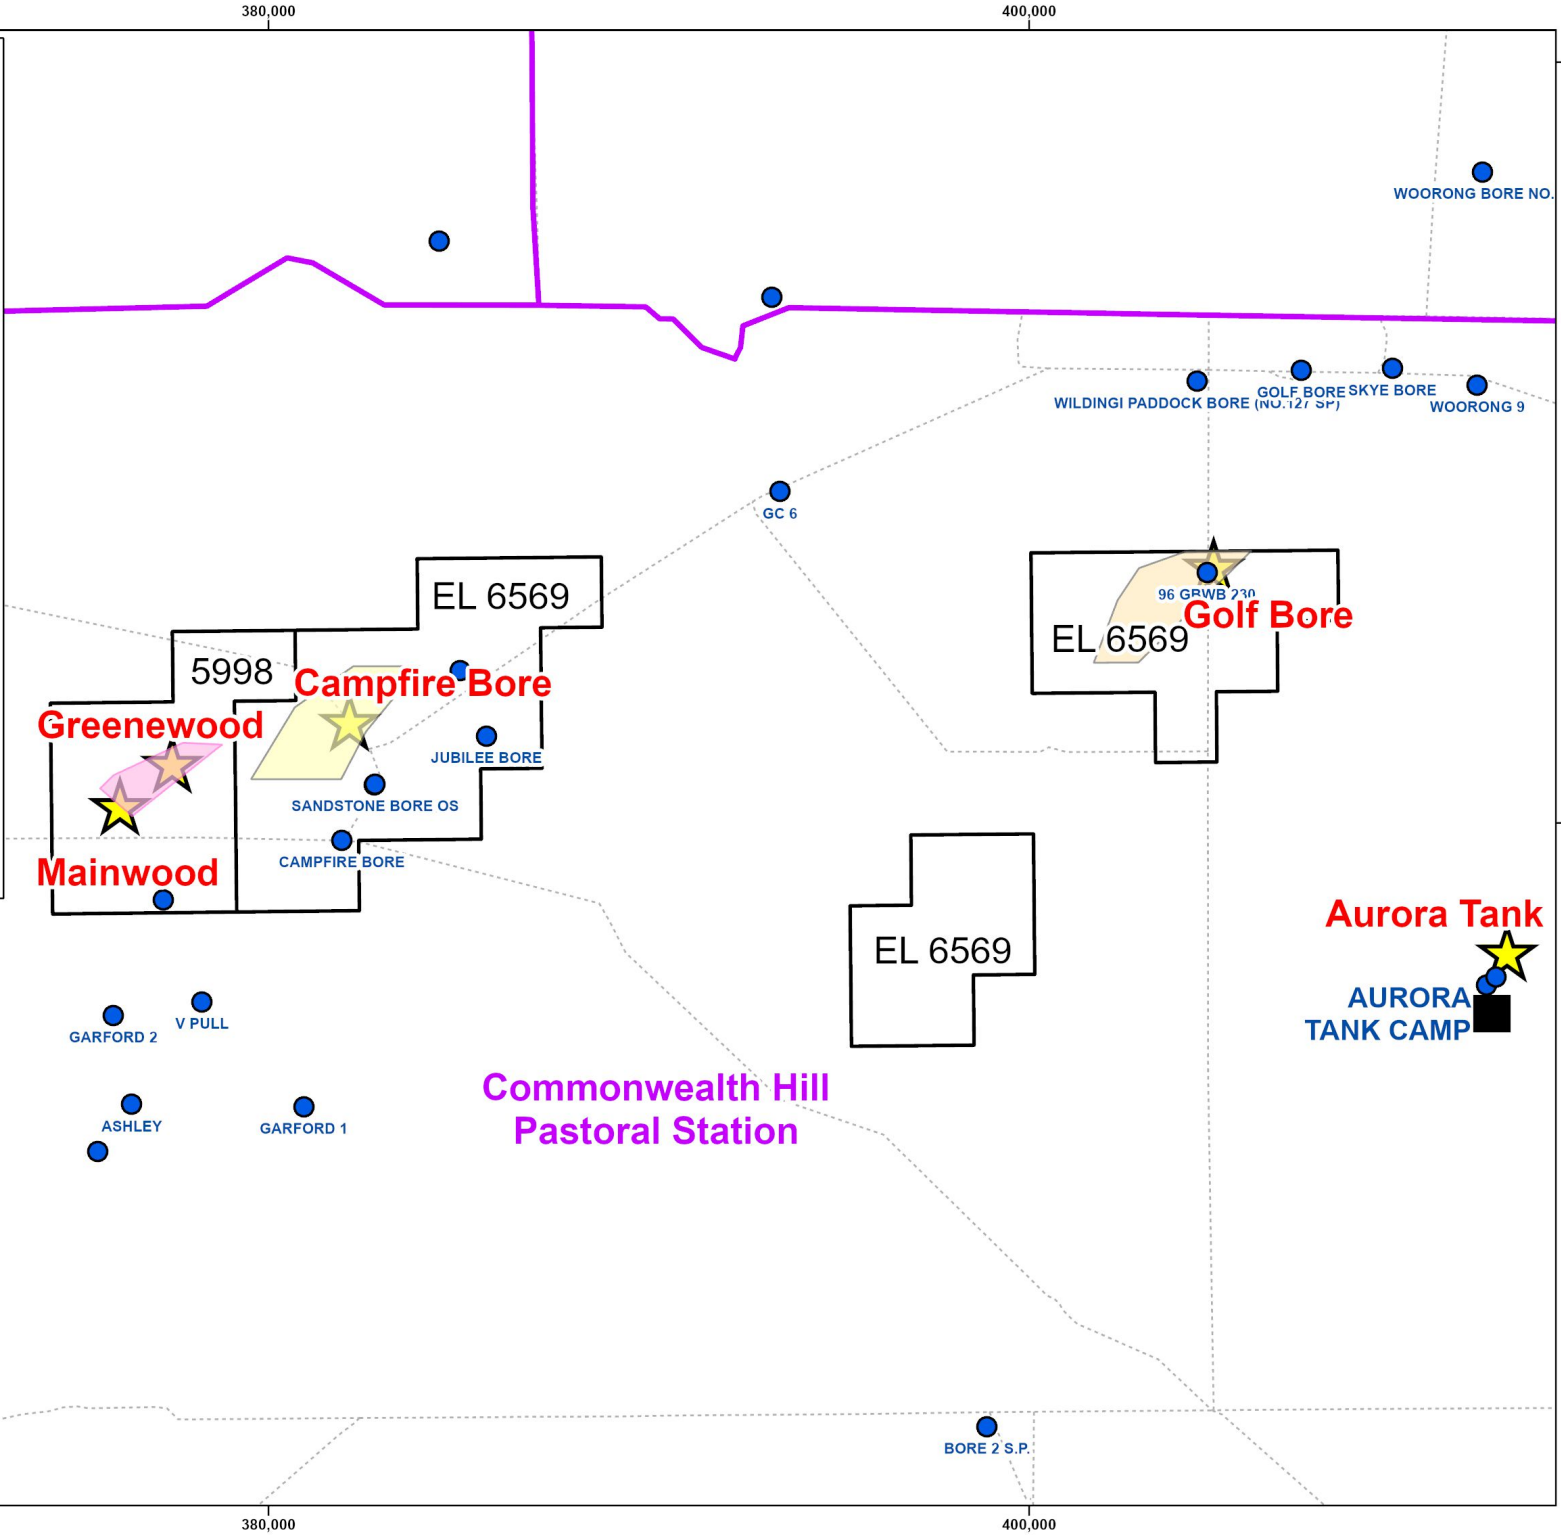 380,000
400,000
WOORONG BORE NO.
WILDINGI PADDOCK BORE (NO.127 SP)
GOLF BORE
SKYE BORE
WOORONG 9
GC 6
EL 6569
96 GBWB 230
Golf Bore
EL 6569
5998
Campfire Bore
Greenewood
JUBILEE BORE
SANDSTONE BORE OS
CAMPFIRE BORE
Mainwood
EL 6569
Aurora Tank
AURORA
TANK CAMP
V PULL
GARFORD 2
ASHLEY
GARFORD 1
Commonwealth Hill
Pastoral Station
BORE 2 S.P.
380,000
400,000